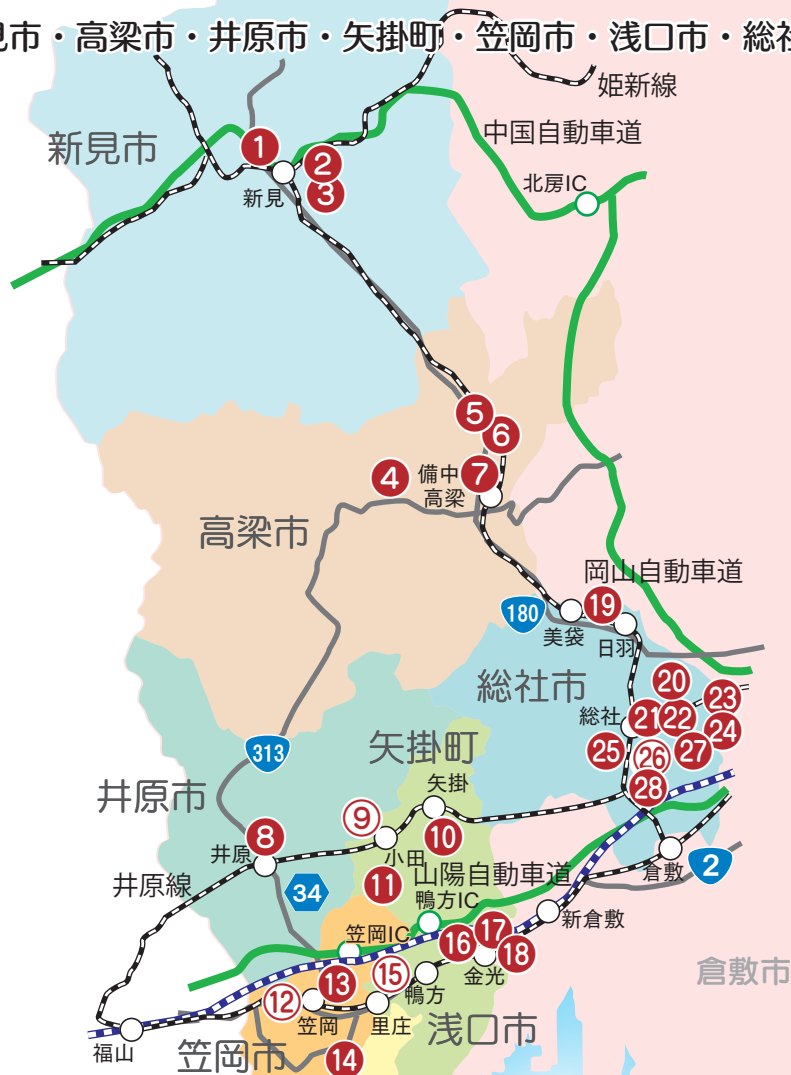 見市・高梁市・井原市・矢掛町・笠岡市・浅口市・総社
姫新線
中国自動車道
新見市
①
②
③
新見
北房IC
⑤
⑥
④
備中
高梁
⑦
高梁市
岡山自動車道
180
⑲
美袋
日羽
総社市
⑳
㉓
総社
㉑
㉒
㉔
㉕
㉖
㉗
㉘
313
矢掛町
井原市
矢掛
⑨
⑧
⑩
井原
小田
倉敷
2
井原線
34
⑪
山陽自動車道
鴨方IC
新倉敷
笠岡IC
⑯
⑰
⑱
⑮
金光
倉敷市
⑬
⑫
鴨方
笠岡
里庄
浅口市
福山
笠岡市
⑭